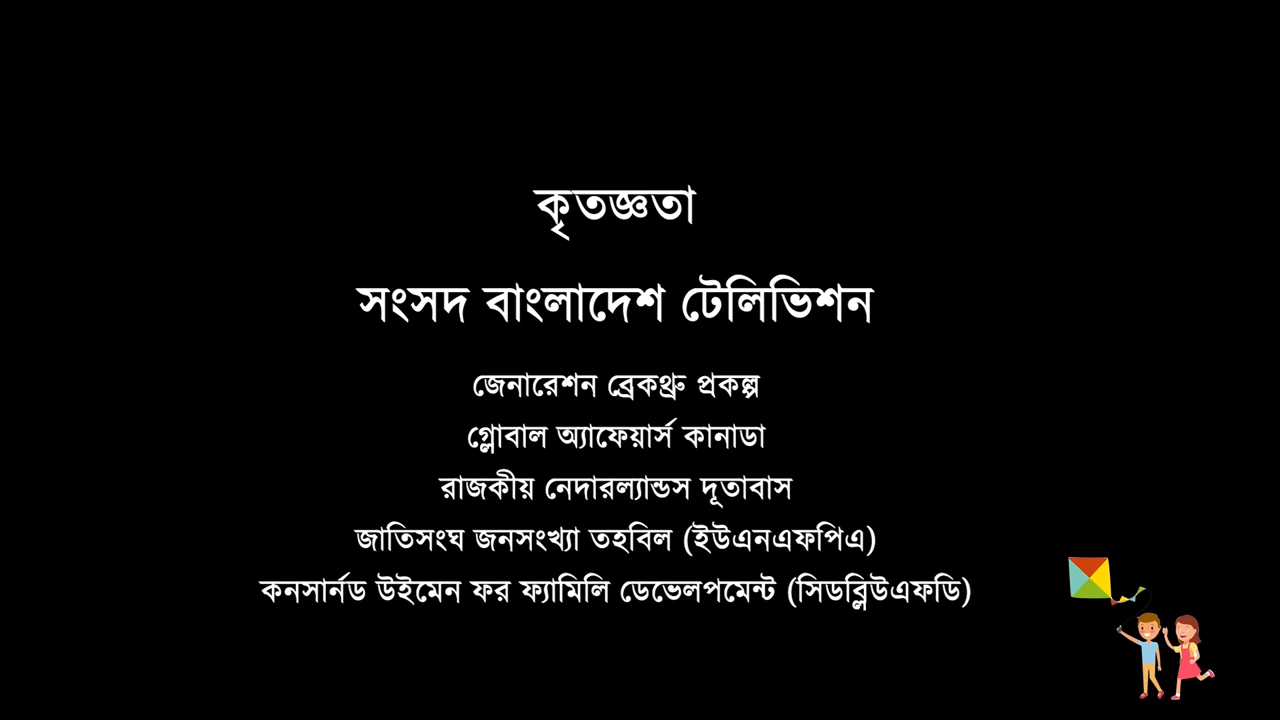 কৃতজ্ঞতা
সংসদ বাংলাদেশ টেলিভিশন
জেনারেশন ব্রেকথ্রু প্রকল্প
গ্লোবাল অ্যাফেয়ার্স কানাডা
রাজকীয় নেদারল্যান্ডস দূতাবাস
জাতিসংঘ জনসংখ্যা তহবিল (ইউএনএফপিএ)
কনসার্নড উইমেন ফর ফ্যামিলি ডেভেলপমেন্ট (সিডব্লিউএফডি)